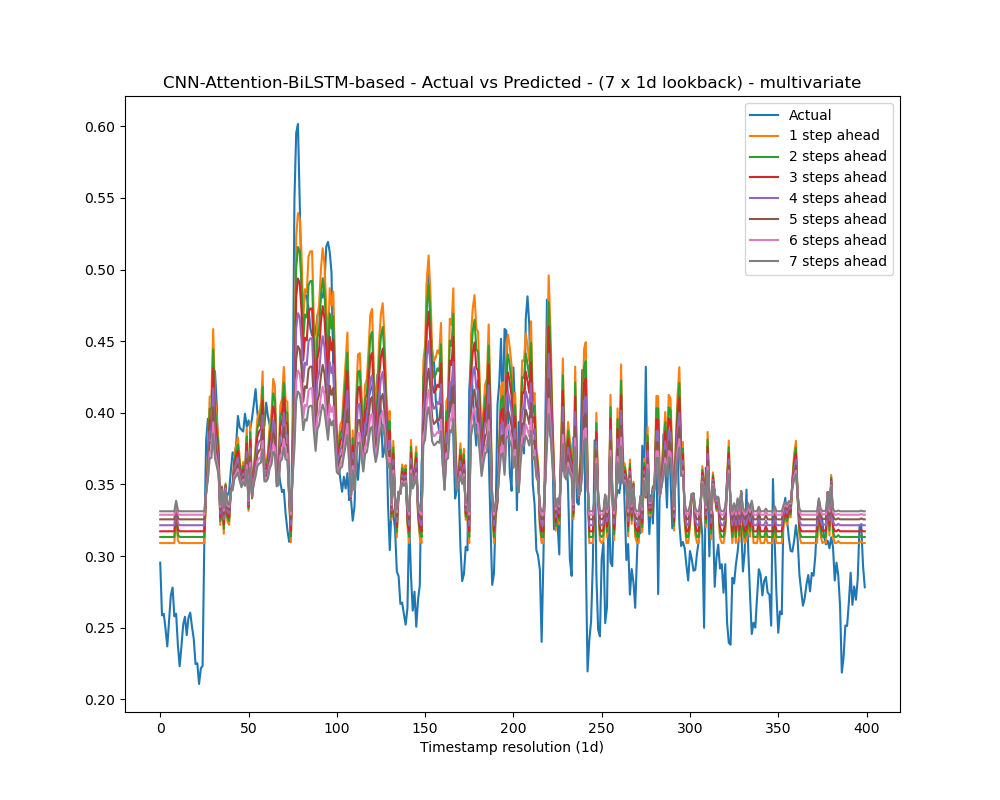 CNN-Attention-BiLSTM-based - Actual vs Predicted - (7 x 1d lookback) - multivariate
Actual
1 step ahead
2 steps ahead
3 steps ahead
4 steps ahead
5 steps ahead
6 steps ahead
7 steps ahead
0.60
0.55
0.50
0.45
0.40
0.35
0.30
0.25
0.20
0 50 100 150 200 250 300 350 400
Timestamp resolution (1d)